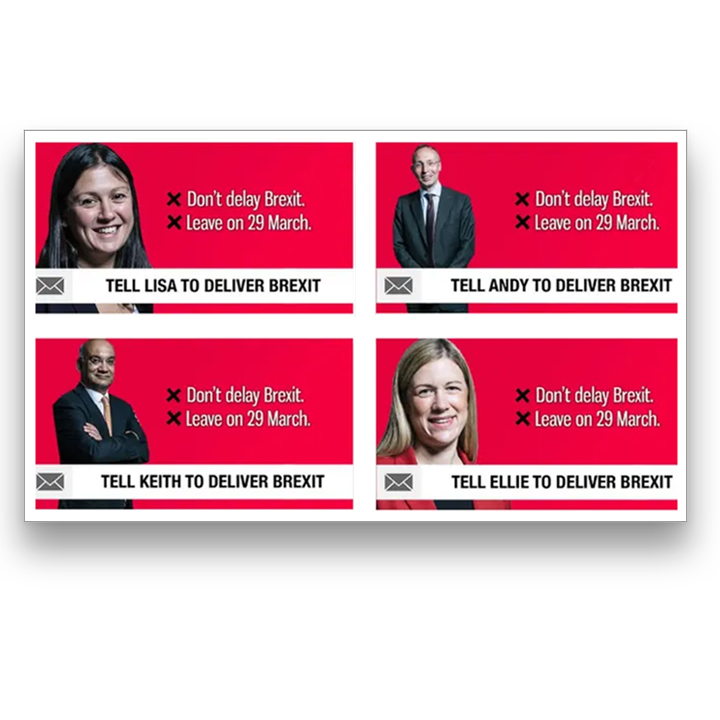 Don't delay Brexit.
Leave on 29 March.
TELL LISA TO DELIVER BREXIT
Don't delay Brexit.
Leave on 29 March.
TELL ANDY TO DELIVER BREXIT
Don't delay Brexit.
Leave on 29 March.
TELL KEITH TO DELIVER BREXIT
Don't delay Brexit.
Leave on 29 March.
TELL ELLIE TO DELIVER BREXIT